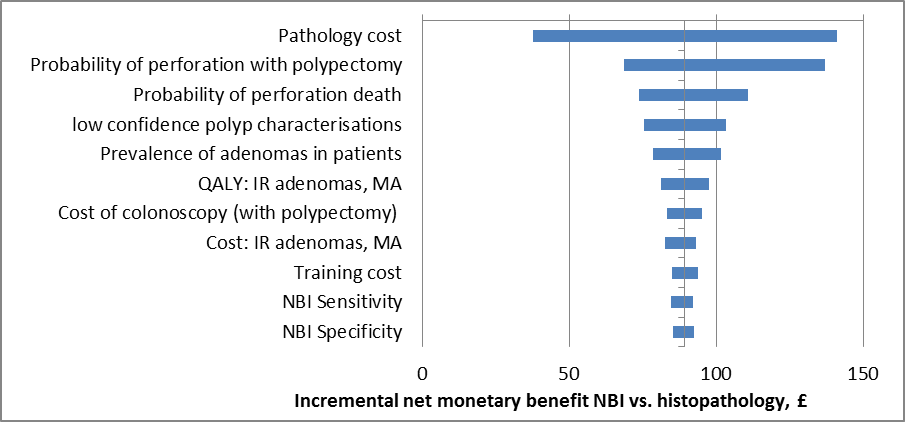 Pathology cost
Probability of perforation with polypectomy
Probability of perforation death
low confidence polyp characterisations
Prevalence of adenomas in patients
QALY: IR adenomas, MA
Cost of colonoscopy (with polypectomy)
Cost: IR adenomas, MA
Training cost
NBI Sensitivity
NBI Specificity
0 50 100 150
Incremental net monetary benefit NBI vs. histopathology, £